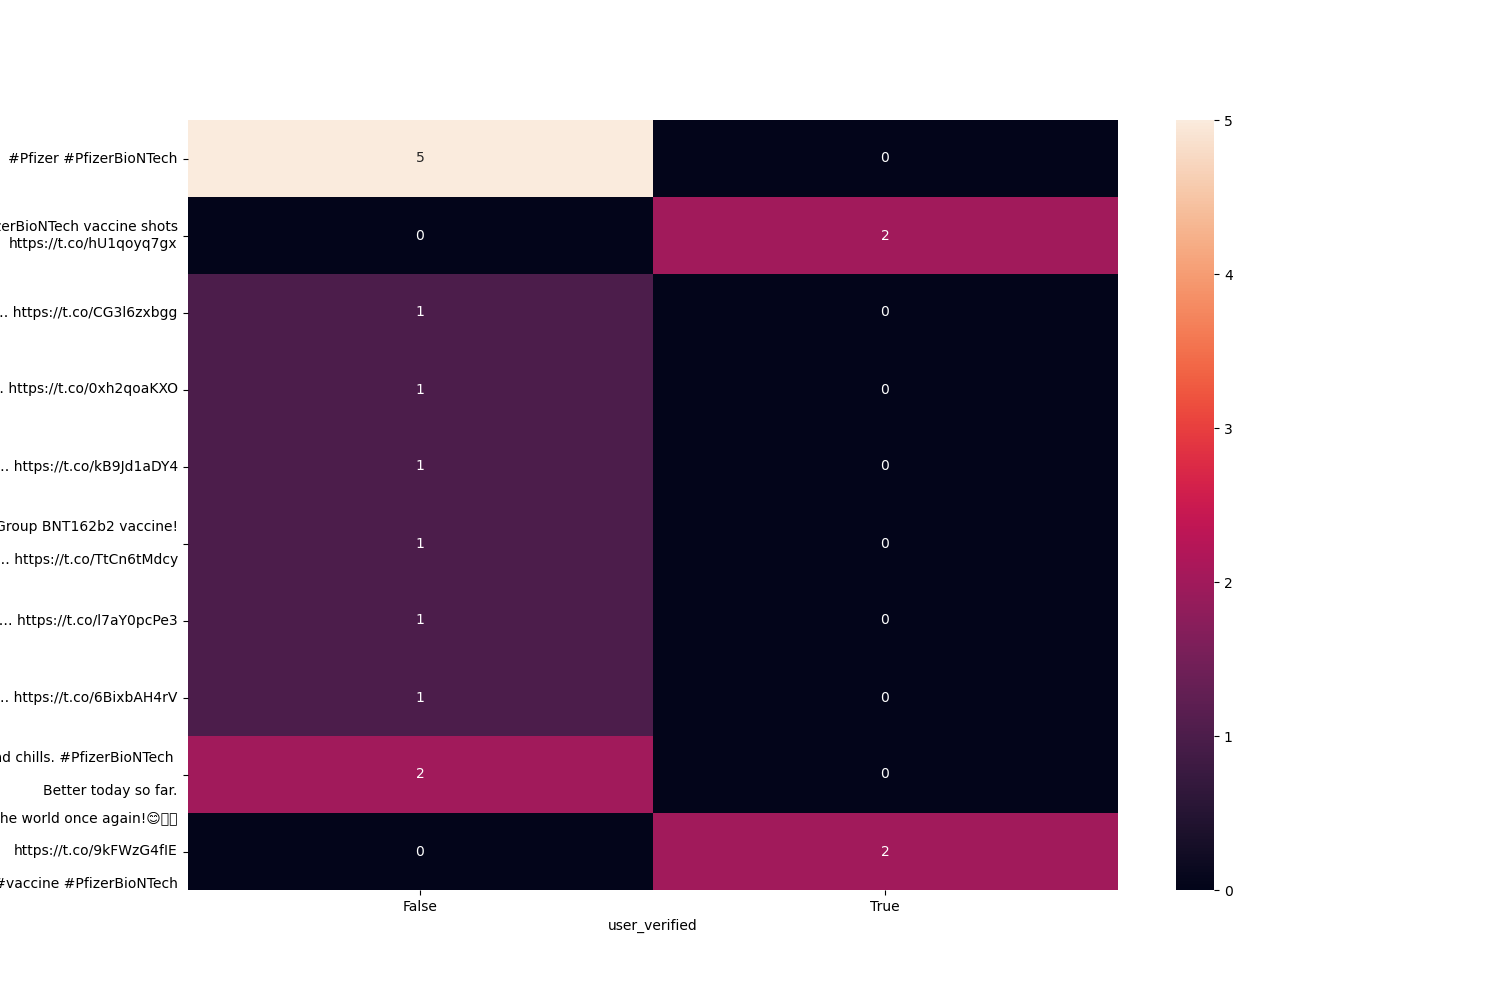 #Pfizer #PfizerBioNTech
5
0
5
zerBioNTech vaccine shots
https://t.co/hU1qoyq7gx
0
2
4
... https://t.co/CG3l6zxbgg
1
0
. https://t.co/0xh2qoaKXO
1
0
3
... https://t.co/kB9Jd1aDY4
1
0
Group BNT162b2 vaccine!
... https://t.co/TtCn6tMdcy
1
0
2
... https://t.co/l7aY0pcPe3
1
0
... https://t.co/6BixbAH4rV
1
0
1
nd chills. #PfizerBioNTech
Better today so far.
2
0
he world once again!😊
https://t.co/9kFWzG4fIE
#vaccine #PfizerBioNTech
0
2
0
False
True
user_verified